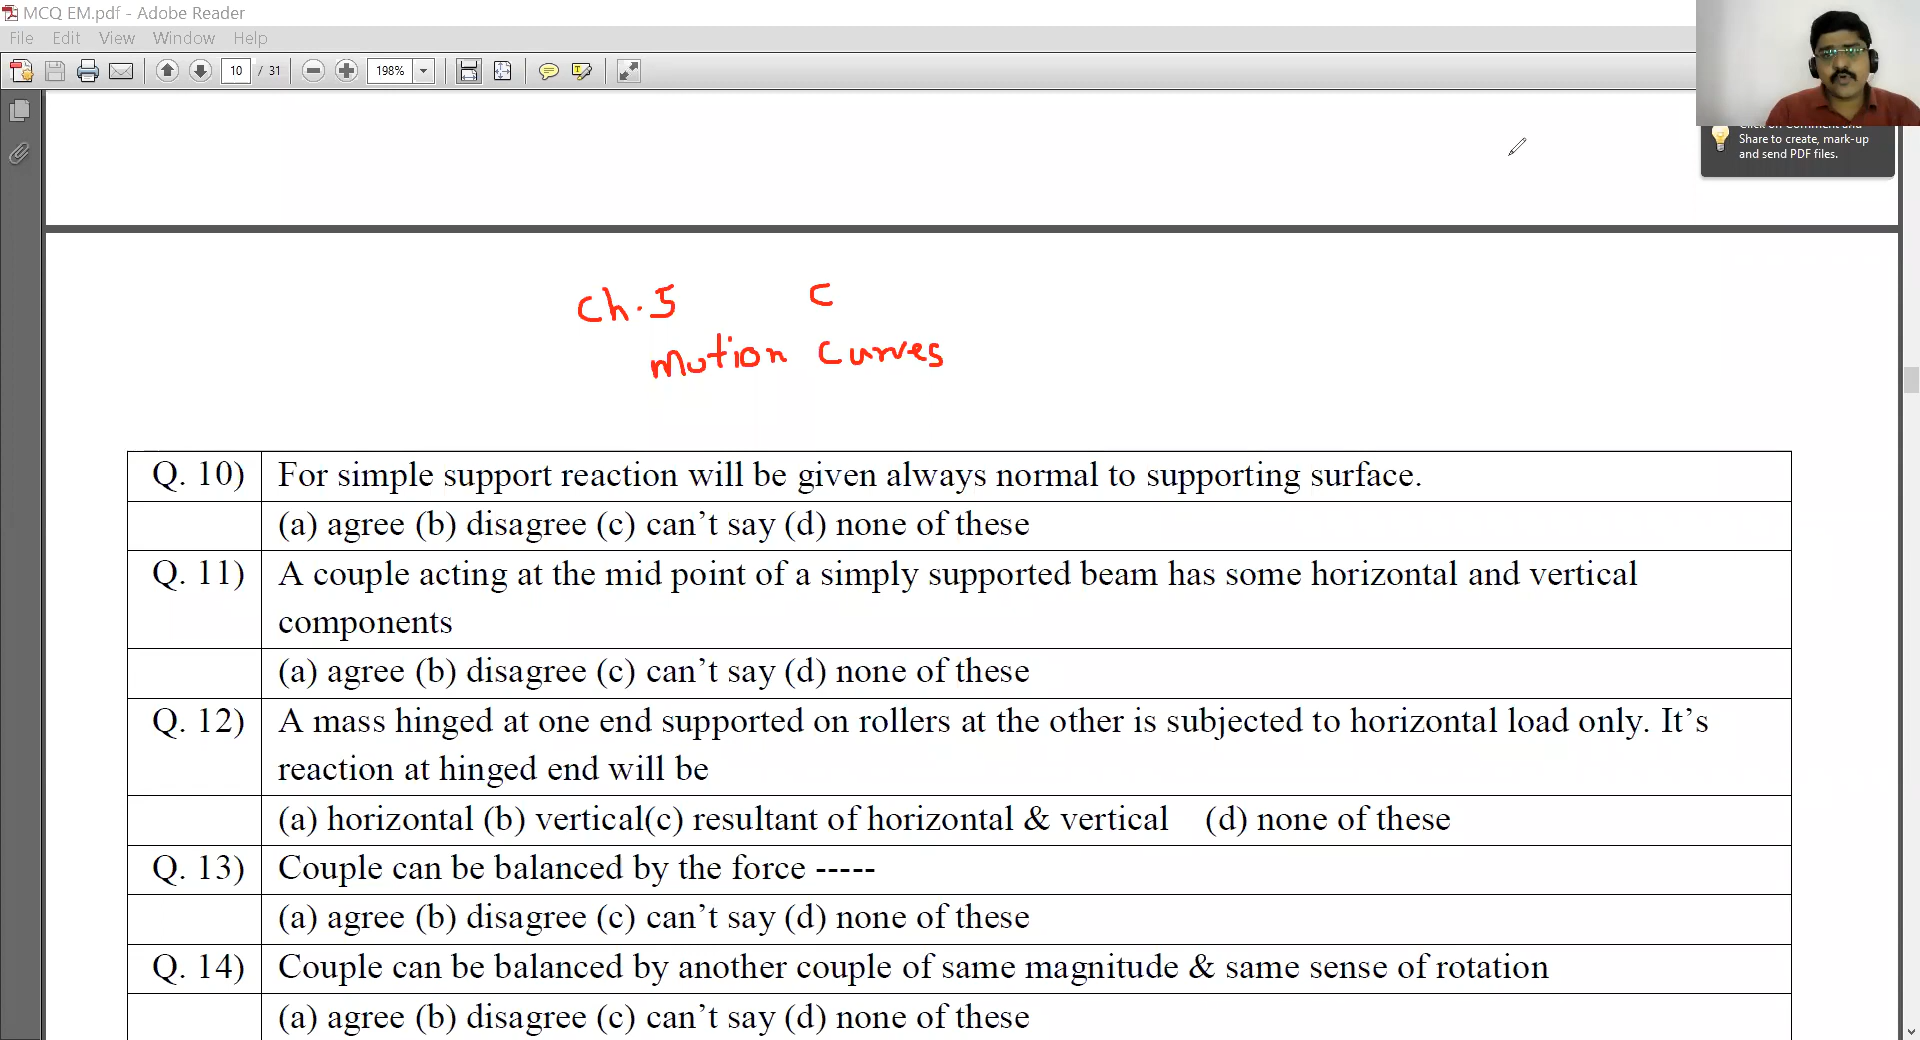 MCQ EM.pdf - Adobe Reader
File Edit View Window Help
10 / 31 198%
Share to create, mark-up
and send PDF files.
Ch. 5 C
Motion Curves
Q. 10) For simple support reaction will be given always normal to supporting surface.
(a) agree (b) disagree (c) can’t say (d) none of these
Q. 11) A couple acting at the mid point of a simply supported beam has some horizontal and vertical
components
(a) agree (b) disagree (c) can’t say (d) none of these
Q. 12) A mass hinged at one end supported on rollers at the other is subjected to horizontal load only. It’s
reaction at hinged end will be
(a) horizontal (b) vertical(c) resultant of horizontal & vertical (d) none of these
Q. 13) Couple can be balanced by the force -----
(a) agree (b) disagree (c) can’t say (d) none of these
Q. 14) Couple can be balanced by another couple of same magnitude & same sense of rotation
(a) agree (b) disagree (c) can’t say (d) none of these